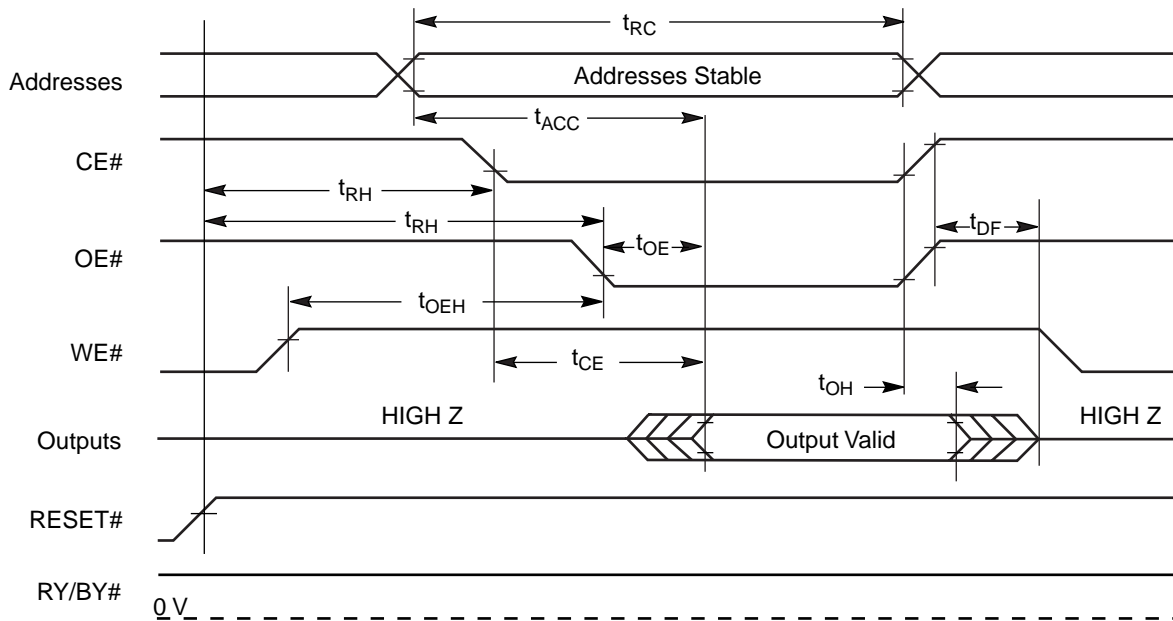 tRC
Addresses
Addresses Stable
tACC
CE#
tRH
tRH
tDF
OE#
tOE
tOEH
WE#
tCE
tOH
HIGH Z
HIGH Z
Outputs
Output Valid
RESET#
RY/BY#
0 V